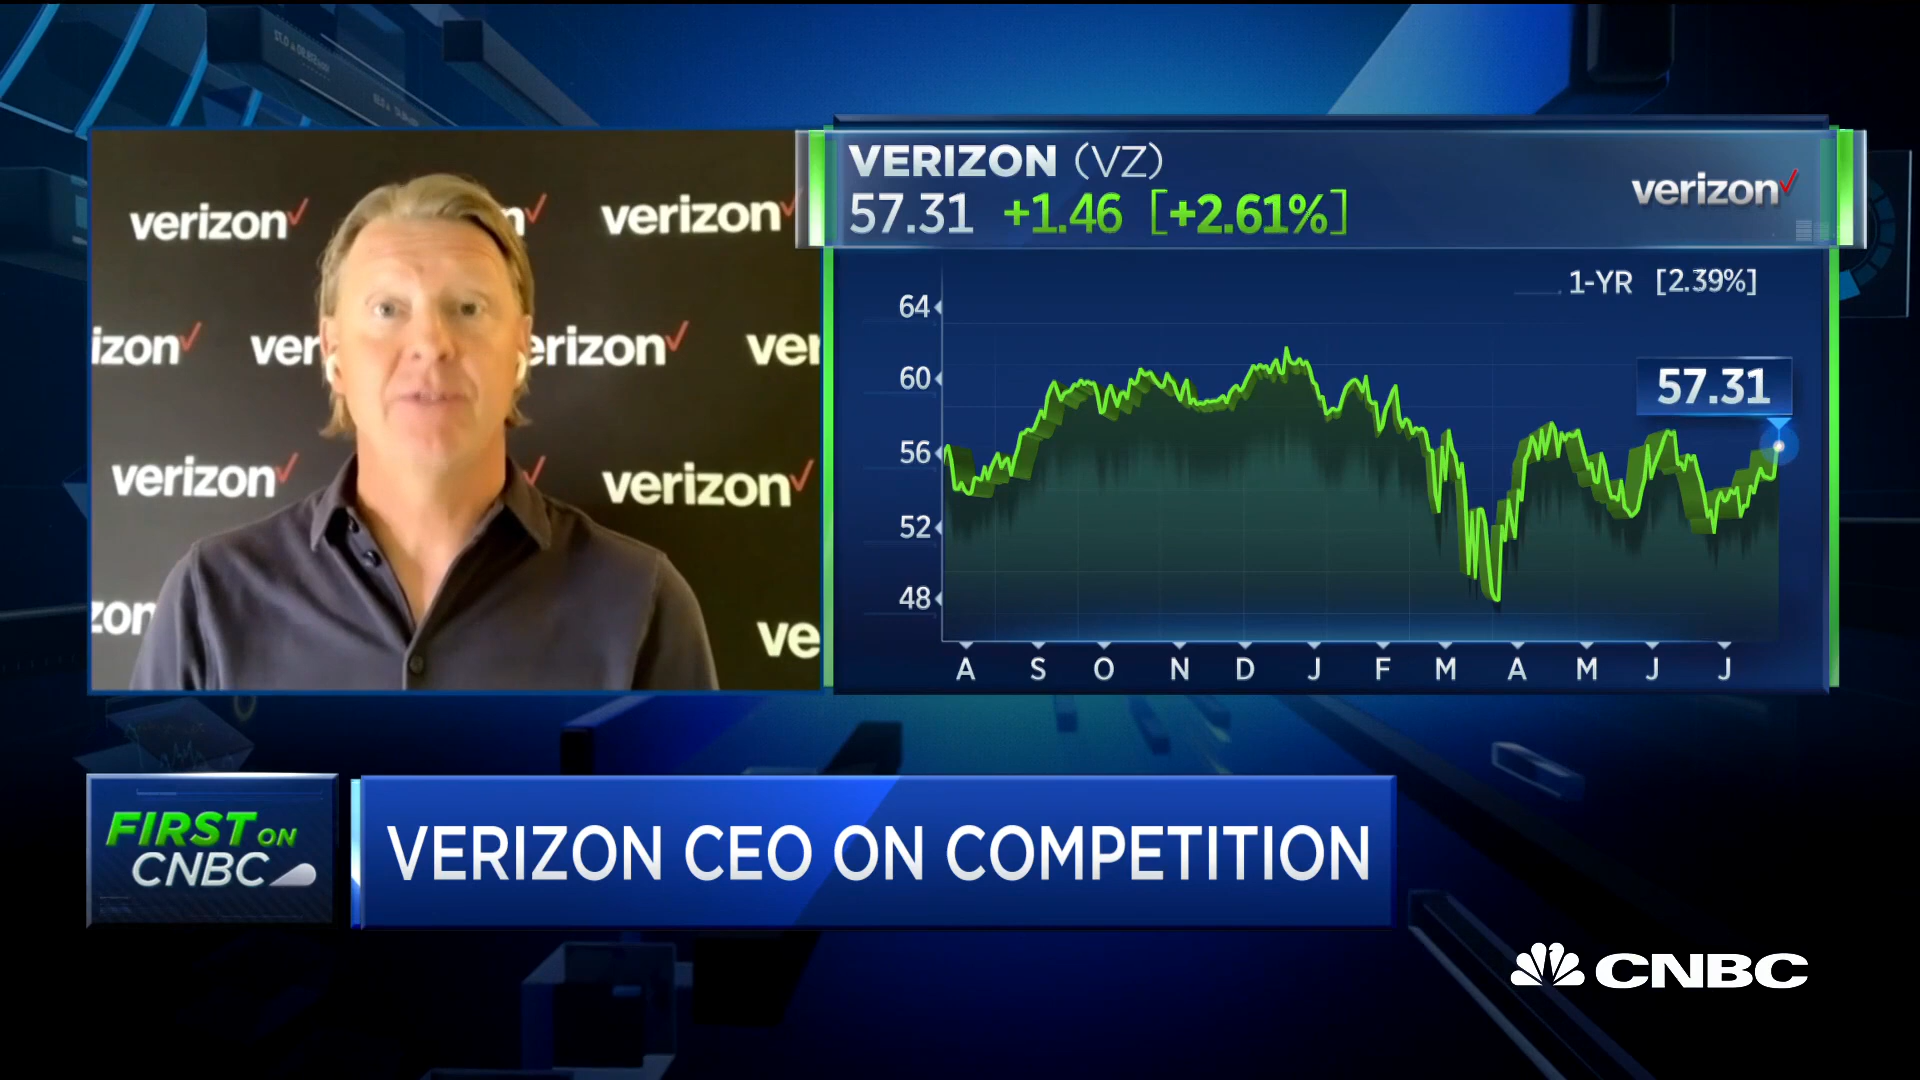 verizon
verizon
izon
ver
erizon
ver
verizon
verizon
zon
ve
VERIZON (VZ)
57.31 +1.46 [+2.61%]
verizon
1-YR [2.39%]
64
60
56
52
48
57.31
A S O N D J F M A M J J
FIRST ON
CNBC
VERIZON CEO ON COMPETITION
CNBC